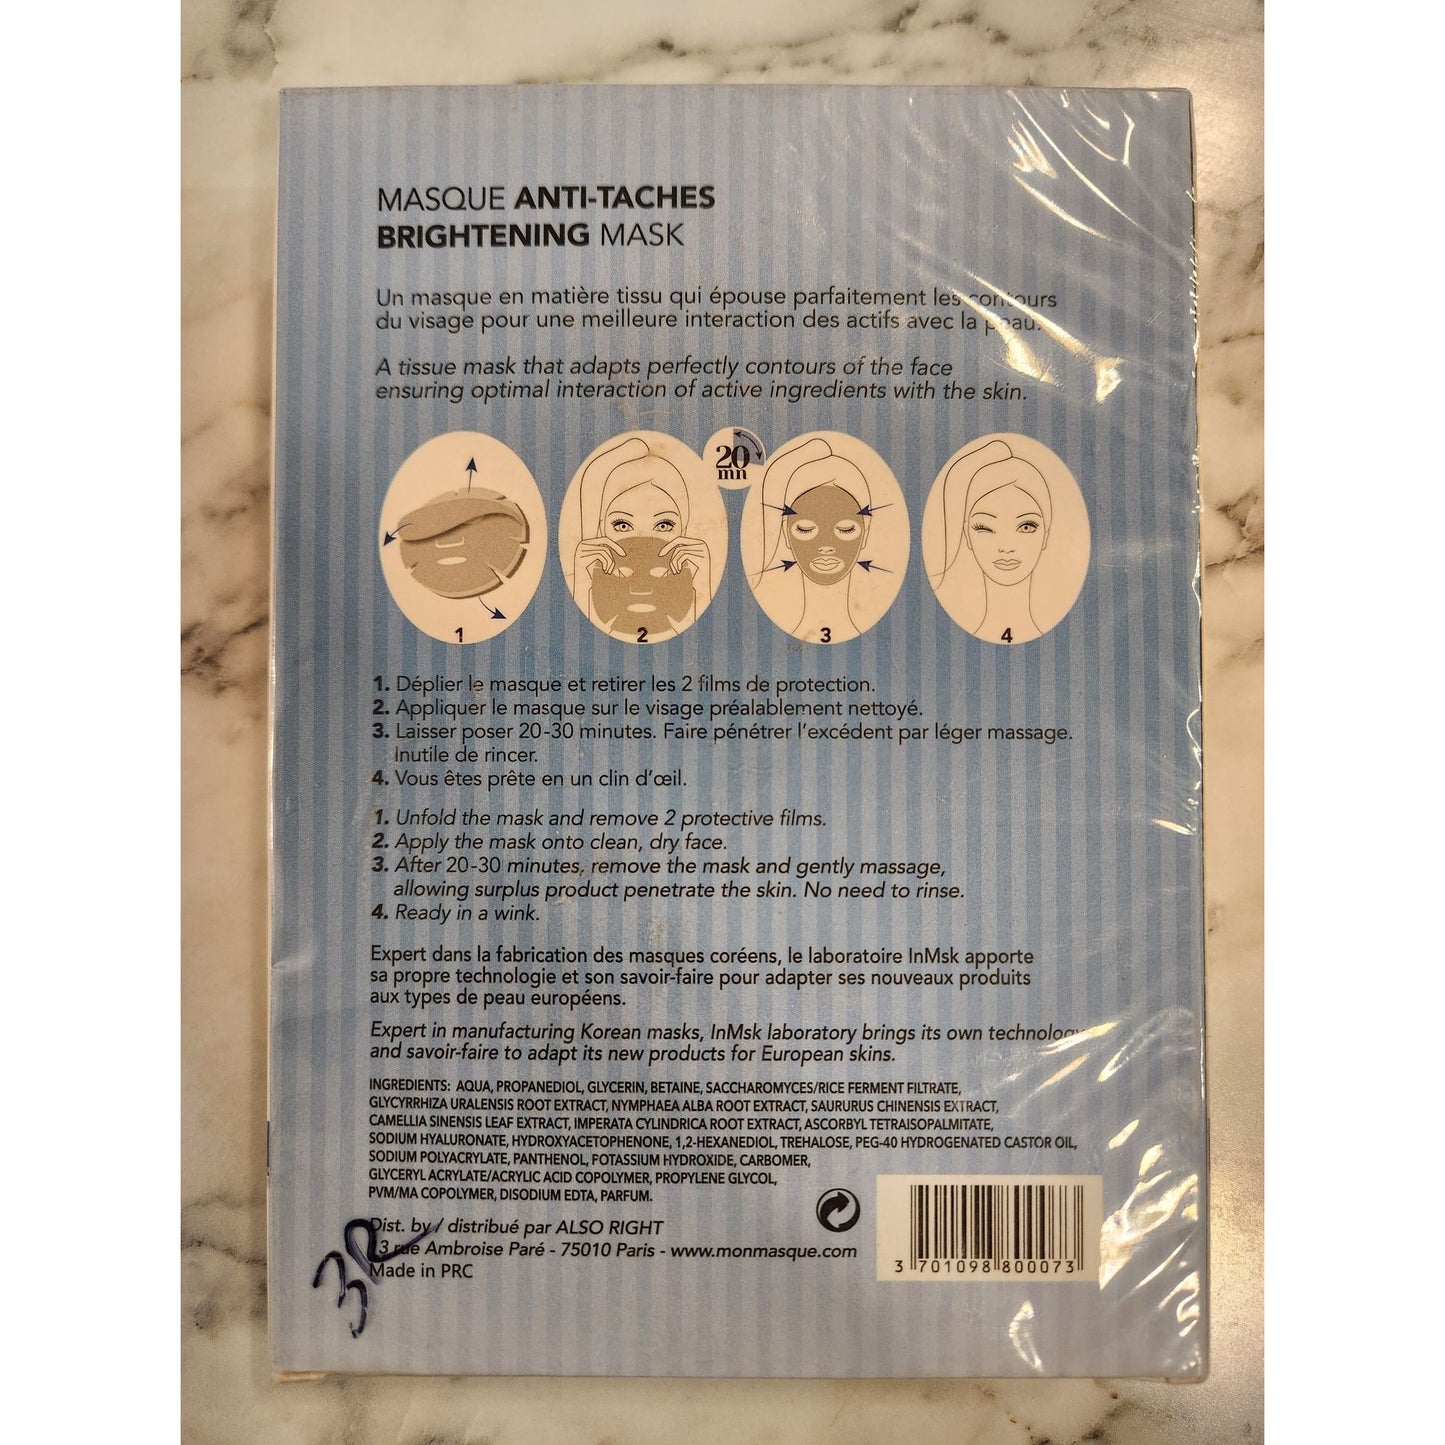 MASQUE ANTI-TACHES
BRIGHTENING MASK
Un masque en matière tissu qui épouse parfaitement les contours
du visage pour une meilleure interaction des actifs avec la peau.
A tissue mask that adapts perfectly contours of the face
ensuring optimal interaction of active ingredients with the skin.
20
mn
1 2 3 4
1. Déplier le masque et retirer les 2 films de protection.
2. Appliquer le masque sur le visage préalablement nettoyé.
3. Laisser poser 20-30 minutes. Faire pénétrer l'excédent par léger massage.
Inutile de rincer.
4. Vous êtes prête en un clin d'œil.
1. Unfold the mask and remove 2 protective films.
2. Apply the mask onto clean, dry face.
3. After 20-30 minutes, remove the mask and gently massage,
allowing surplus product penetrate the skin. No need to rinse.
4. Ready in a wink.
Expert dans la fabrication des masques coréens, le laboratoire InMsk apporte
sa propre technologie et son savoir-faire pour adapter ses nouveaux produits
aux types de peau européens.
Expert in manufacturing Korean masks, InMsk laboratory brings its own technology
and savoir-faire to adapt its new products for European skins.
INGREDIENTS: AQUA, PROPANEDIOL, GLYCERIN, BETAINE, SACCHAROMYCES/RICE FERMENT FILTRATE,
GLYCYRRHIZA URALENSIS ROOT EXTRACT, NYMPHAEA ALBA ROOT EXTRACT, SAURURUS CHINENSIS EXTRACT,
CAMELLIA SINENSIS LEAF EXTRACT, IMPERATA CYLINDRICA ROOT EXTRACT, ASCORBYL TETRAISOPALMITATE,
SODIUM HYALURONATE, HYDROXYACETOPHENONE, 1,2-HEXANEDIOL, TREHALOSE, PEG-40 HYDROGENATED CASTOR OIL,
SODIUM POLYACRYLATE, PANTHENOL, POTASSIUM HYDROXIDE, CARBOMER,
GLYCERYL ACRYLATE/ACRYLIC ACID COPOLYMER, PROPYLENE GLYCOL,
PVM/MA COPOLYMER, DISODIUM EDTA, PARFUM.
Dist. by / distribué par ALSO RIGHT
13 rue Ambroise Paré - 75010 Paris - www.monmasque.com
Made in PRC
3 701098 800073